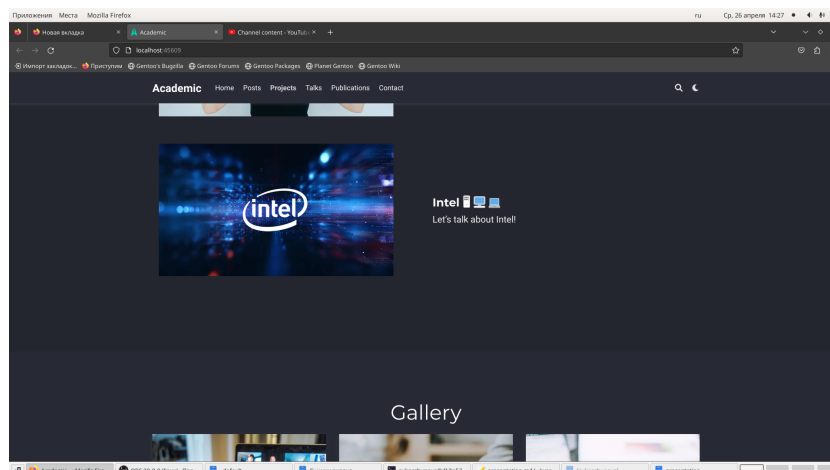 Приложения Места Mozilla Firefox ru Ср, 26 апреля 14:27
Новая вкладка Academic Channel content - YouTub
localhost:45609
Импорт закладок... Приступим Gentoo's Bugzilla Gentoo Forums Gentoo Packages Planet Gentoo Gentoo Wiki
Academic Home Posts Projects Talks Publications Contact
intel
Intel
Let's talk about Intel!
Gallery